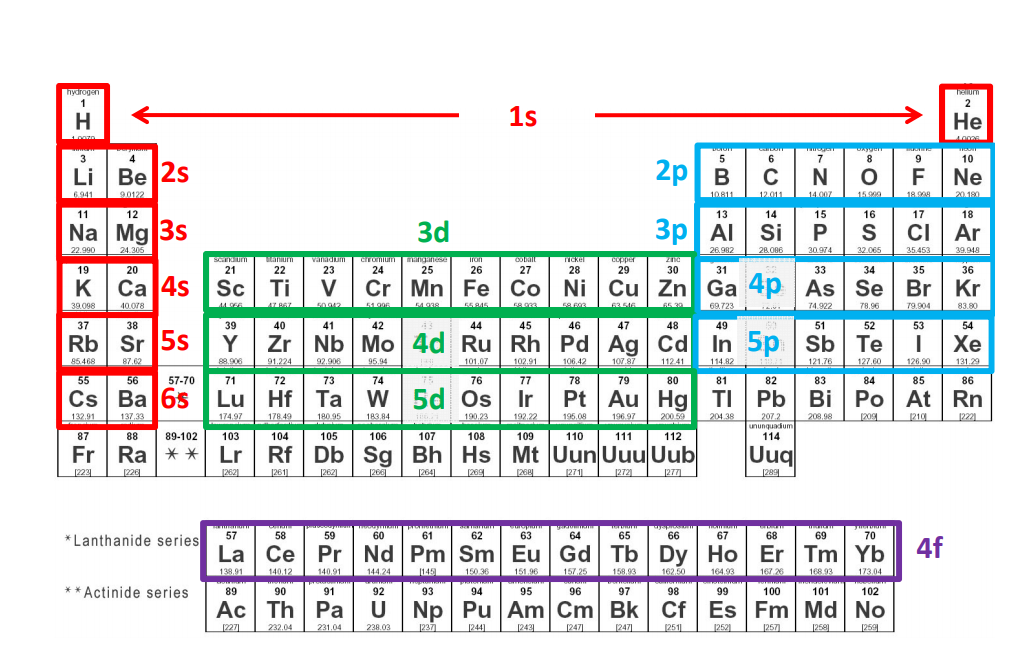 hydrogen helium
1 2
H 1s He
1.0079 4.0026
3 4 5 6 7 8 9 10
Li Be 2s 2p B C N O F Ne
6.941 9.0122 10.811 12.011 14.007 15.999 18.998 20.180
11 12 13 14 15 16 17 18
Na Mg 3s 3d 3p Al Si P S Cl Ar
22.990 24.305 26.982 28.086 30.974 32.065 35.453 39.948
scandium titanium vanadium chromium manganese iron cobalt nickel copper zinc
19 20 21 22 23 24 25 26 27 28 29 30 31 33 34 35 36
K Ca 4s Sc Ti V Cr Mn Fe Co Ni Cu Zn Ga 4p As Se Br Kr
39.098 40.078 44.956 47.867 50.942 51.996 54.938 55.845 58.933 58.693 63.546 65.39 69.723 74.922 78.96 79.904 83.80
37 38 39 40 41 42 44 45 46 47 48 49 51 52 53 54
Rb Sr 5s Y Zr Nb Mo 4d Ru Rh Pd Ag Cd In 5p Sb Te I Xe
85.468 87.62 88.906 91.224 92.906 95.94 101.07 102.91 106.42 107.87 112.41 114.82 121.76 127.60 126.90 131.29
55 56 57-70 71 72 73 74 76 77 78 79 80 81 82 83 84 85 86
Cs Ba 6s Lu Hf Ta W 5d Os Ir Pt Au Hg Tl Pb Bi Po At Rn
132.91 137.33 174.97 178.49 180.95 183.84 190.23 192.22 195.08 196.97 200.59 204.38 207.2 208.98 [209] [210] [222]
ununquadium
87 88 89-102 103 104 105 106 107 108 109 110 111 112 114
Fr Ra ** Lr Rf Db Sg Bh Hs Mt Uun Uuu Uub Uuq
[223] [226] [262] [261] [262] [266] [264] [269] [268] [271] [272] [277] [289]
57 58 59 60 61 62 63 64 65 66 67 68 69 70
*Lanthanide series La Ce Pr Nd Pm Sm Eu Gd Tb Dy Ho Er Tm Yb 4f
138.91 140.12 140.91 144.24 [145] 150.36 151.96 157.25 158.93 162.50 164.93 167.26 168.93 173.04
89 90 91 92 93 94 95 96 97 98 99 100 101 102
**Actinide series Ac Th Pa U Np Pu Am Cm Bk Cf Es Fm Md No
[227] 232.04 231.04 238.03 [237] [244] [243] [247] [247] [251] [252] [257] [258] [259]